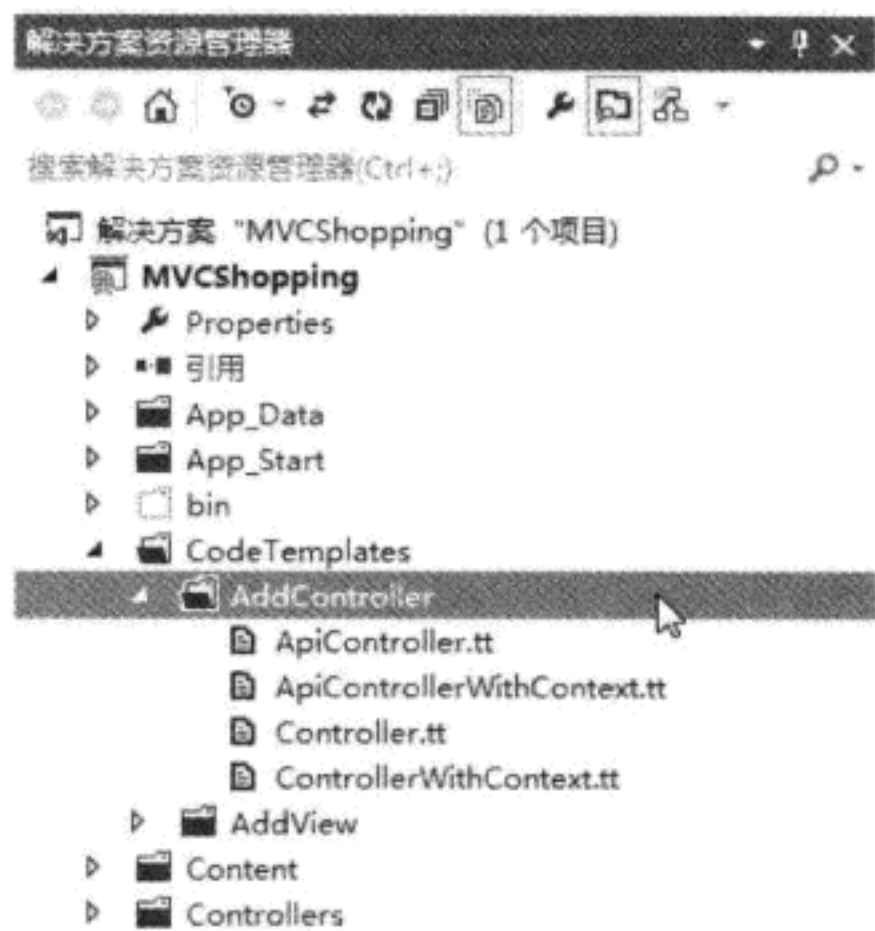 解决方案资源管理器
搜索解决方案资源管理器(Ctrl+;)
解决方案 "MVCShopping" (1 个项目)
MVCShopping
Properties
引用
App_Data
App_Start
bin
CodeTemplates
AddController
ApiController.tt
ApiControllerWithContext.tt
Controller.tt
ControllerWithContext.tt
AddView
Content
Controllers